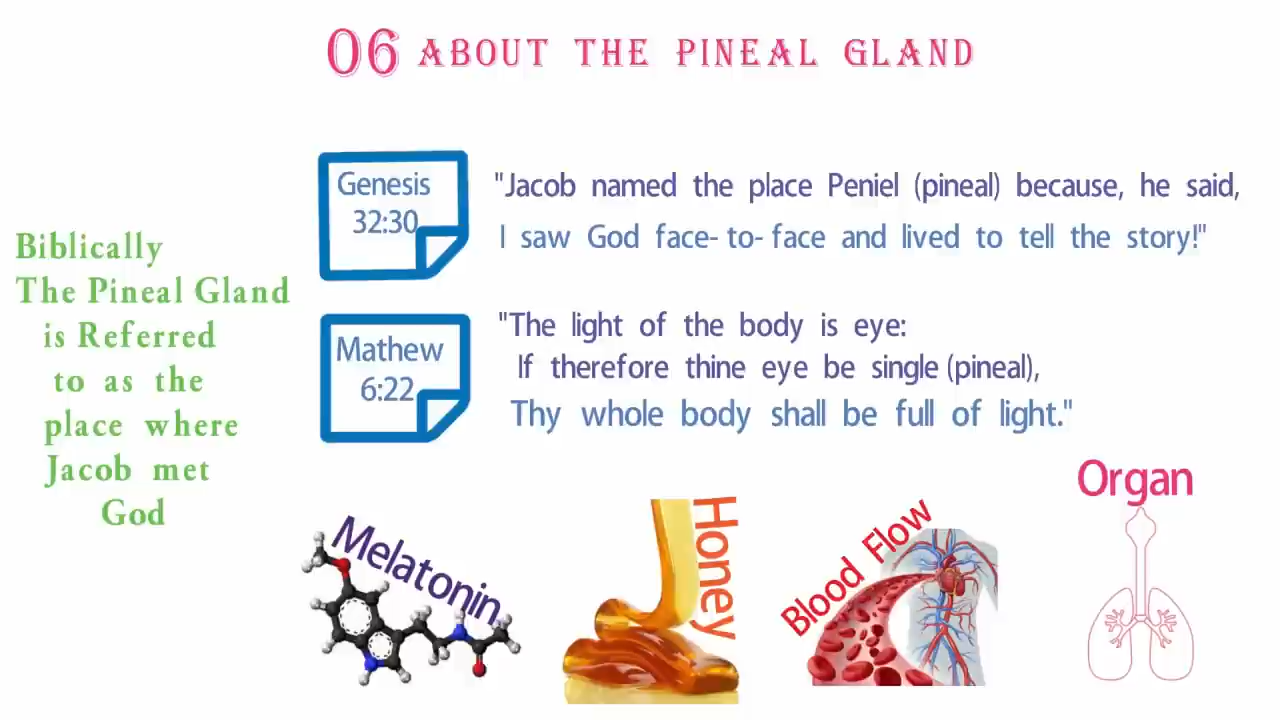 06 ABOUT THE PINEAL GLAND
Biblically
The Pineal Gland
is Referred
to as the
place where
Jacob met
God
Genesis
32:30
"Jacob named the place Peniel (pineal) because, he said,
I saw God face- to- face and lived to tell the story!"
Mathew
6:22
"The light of the body is eye:
If therefore thine eye be single (pineal),
Thy whole body shall be full of light."
Melatonin
Honey
Blood Flow
Organ